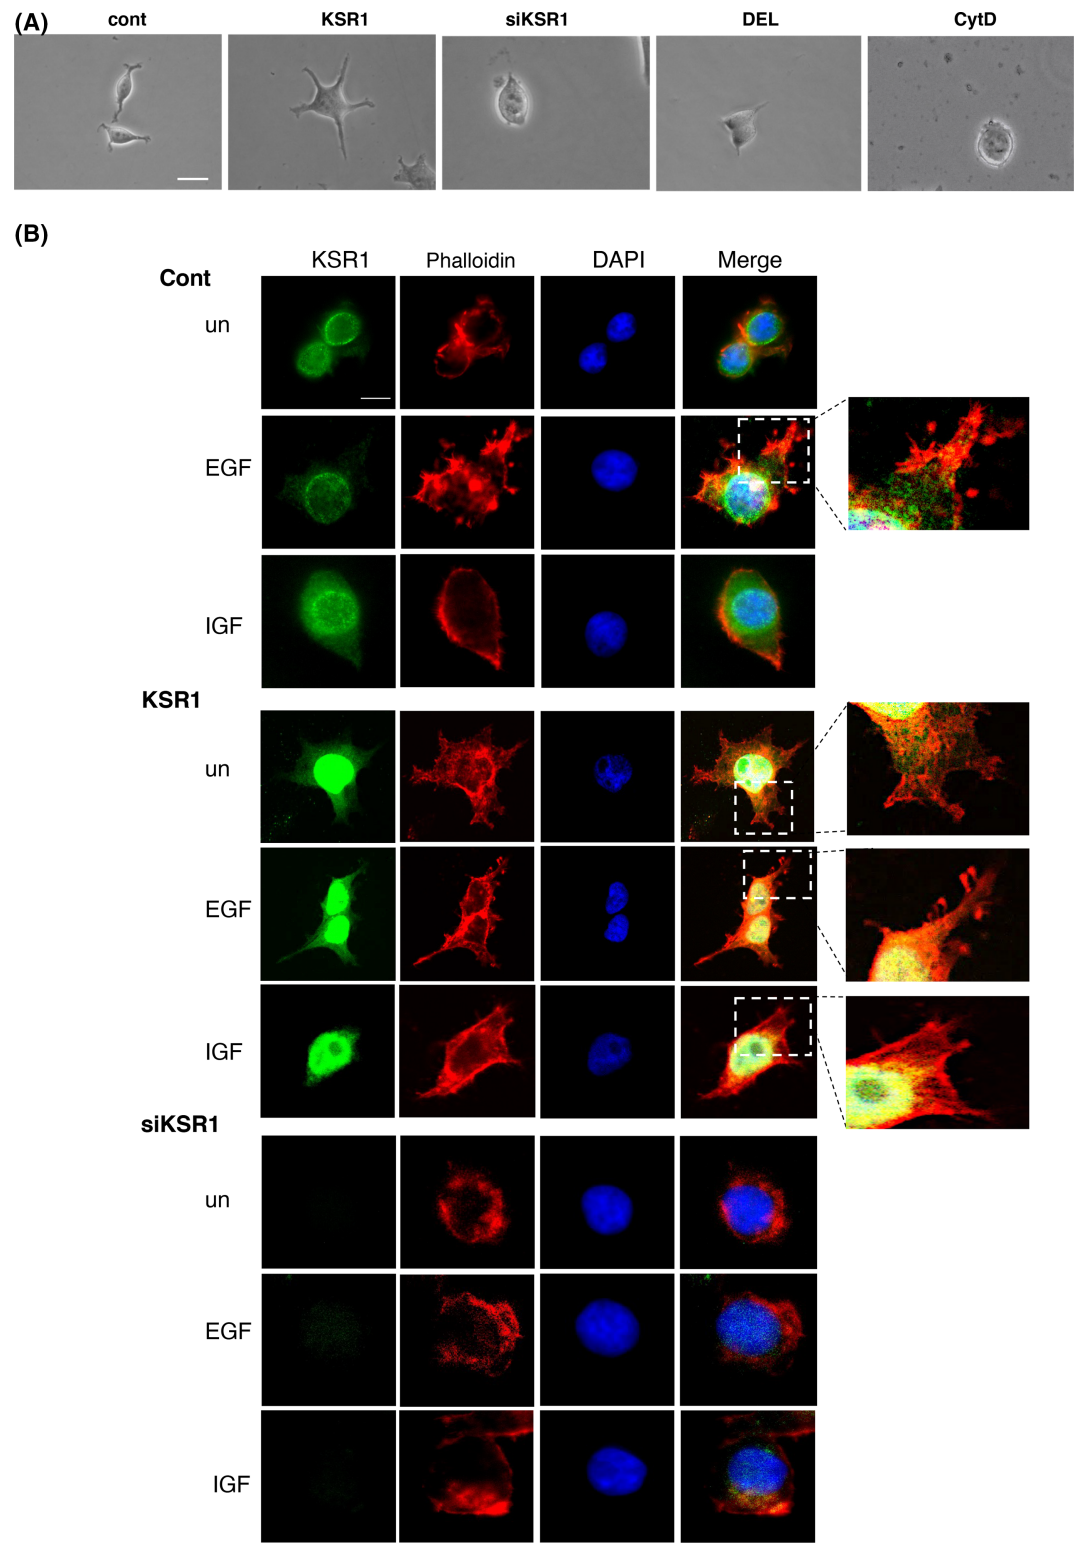 (A) cont KSR1 siKSR1 DEL CytD
(B)
KSR1 Phalloidin DAPI Merge
Cont
un
EGF
IGF
KSR1
un
EGF
IGF
siKSR1
un
EGF
IGF